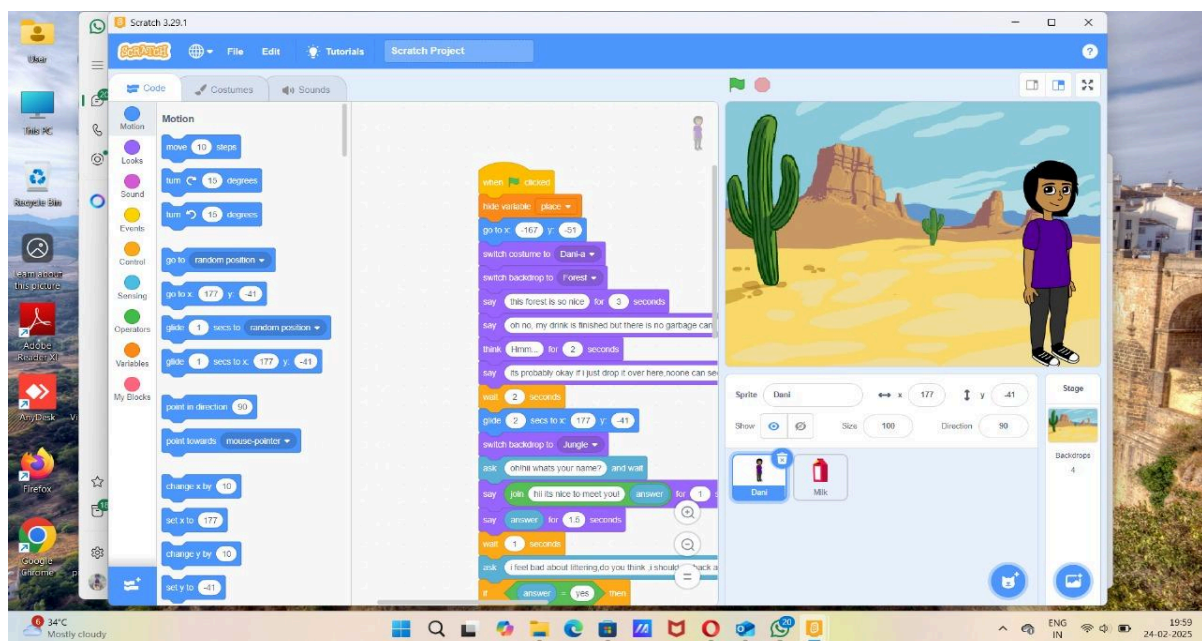 Scratch 3.29.1
SCRATCH
File Edit Tutorials Scratch Project
Code Costumes Sounds
User
This PC
Recycle Bin
Learn about
this picture
Adobe
Reader XI
AnyDesk
Firefox
Google
Chrome
Motion
Looks
Sound
Events
Control
Sensing
Operators
Variables
My Blocks
Motion
move 10 steps
turn 15 degrees
turn 15 degrees
go to random position
go to x: 177 y: -41
glide 1 secs to random position
glide 1 secs to x: 177 y: -41
point in direction 90
point towards mouse-pointer
change x by 10
set x to 177
change y by 10
set y to -41
when clicked
hide variable place
go to x: -167 y: -51
switch costume to Dani-a
switch backdrop to Forest
say this forest is so nice for 3 seconds
say oh no, my drink is finished but there is no garbage can
think Hmm... for 2 seconds
say its probably okay if i just drop it over here,noone can se
wait 2 seconds
glide 2 secs to x: 177 y: -41
switch backdrop to Jungle
ask oh!hi whats your name? and wait
say join hi! its nice to meet you! answer for 1 s
say answer for 1.5 seconds
wait 1 seconds
ask i feel bad about littering,do you think ,i should back a
if answer = yes then
Sprite Dani x 177 y -41
Show Size 100 Direction 90
Dani
Milk
Stage
Backdrops
4
6
34°C
Mostly cloudy
20
ENG
IN
19:59